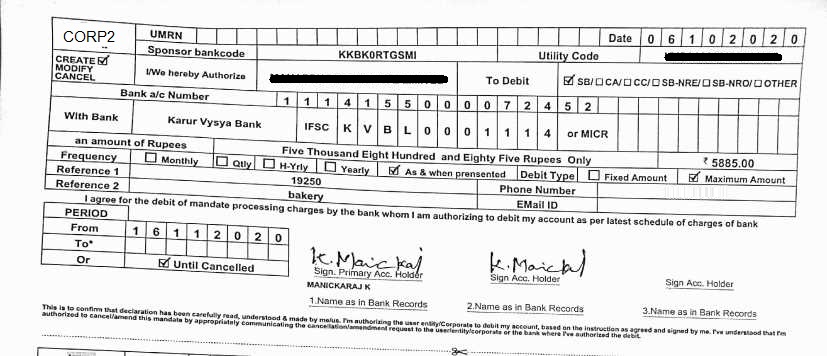 CORP2 UMRN Date 0 6 1 0 2 0 2 0
Sponsor bankcode KKBK0RTGSMI Utility Code
CREATE ☑
MODIFY
CANCEL
I/We hereby Authorize To Debit ☑ SB/ ☐ CA/ ☐ CC/ ☐ SB-NRE/ ☐ SB-NRO/ ☐ OTHER
Bank a/c Number 1 1 1 4 1 5 5 0 0 0 0 7 2 4 5 2
With Bank Karur Vysya Bank IFSC K V B L 0 0 0 1 1 1 4 or MICR
an amount of Rupees Five Thousand Eight Hundred and Eighty Five Rupees Only ₹ 5885.00
Frequency ☐ Monthly ☐ Qtly ☐ H-Yrly ☐ Yearly ☑ As & when prensented Debit Type ☐ Fixed Amount ☑ Maximum Amount
Reference 1 19250 Phone Number
Reference 2 bakery EMail ID
I agree for the debit of mandate processing charges by the bank whom I am authorizing to debit my account as per latest schedule of charges of bank
PERIOD
From 1 6 1 1 2 0 2 0
To*
Or ☑ Until Cancelled
K. Manickaj K. Manickaj
Sign. Primary Acc. Holder Sign. Acc. Holder Sign Acc. Holder
MANICKARAJ K
1.Name as in Bank Records 2.Name as in Bank Records 3.Name as in Bank Records
This is to confirm that declaration has been carefully read, understood & made by me/us. I'm authorizing the user entity/Corporate to debit my account, based on the instruction as agreed and signed by me. I've understood that I'm
authorized to cancel/amend this mandate by appropriately communicating the cancellation/amendment request to the user/entity/corporate or the bank where I've authorized the debit.